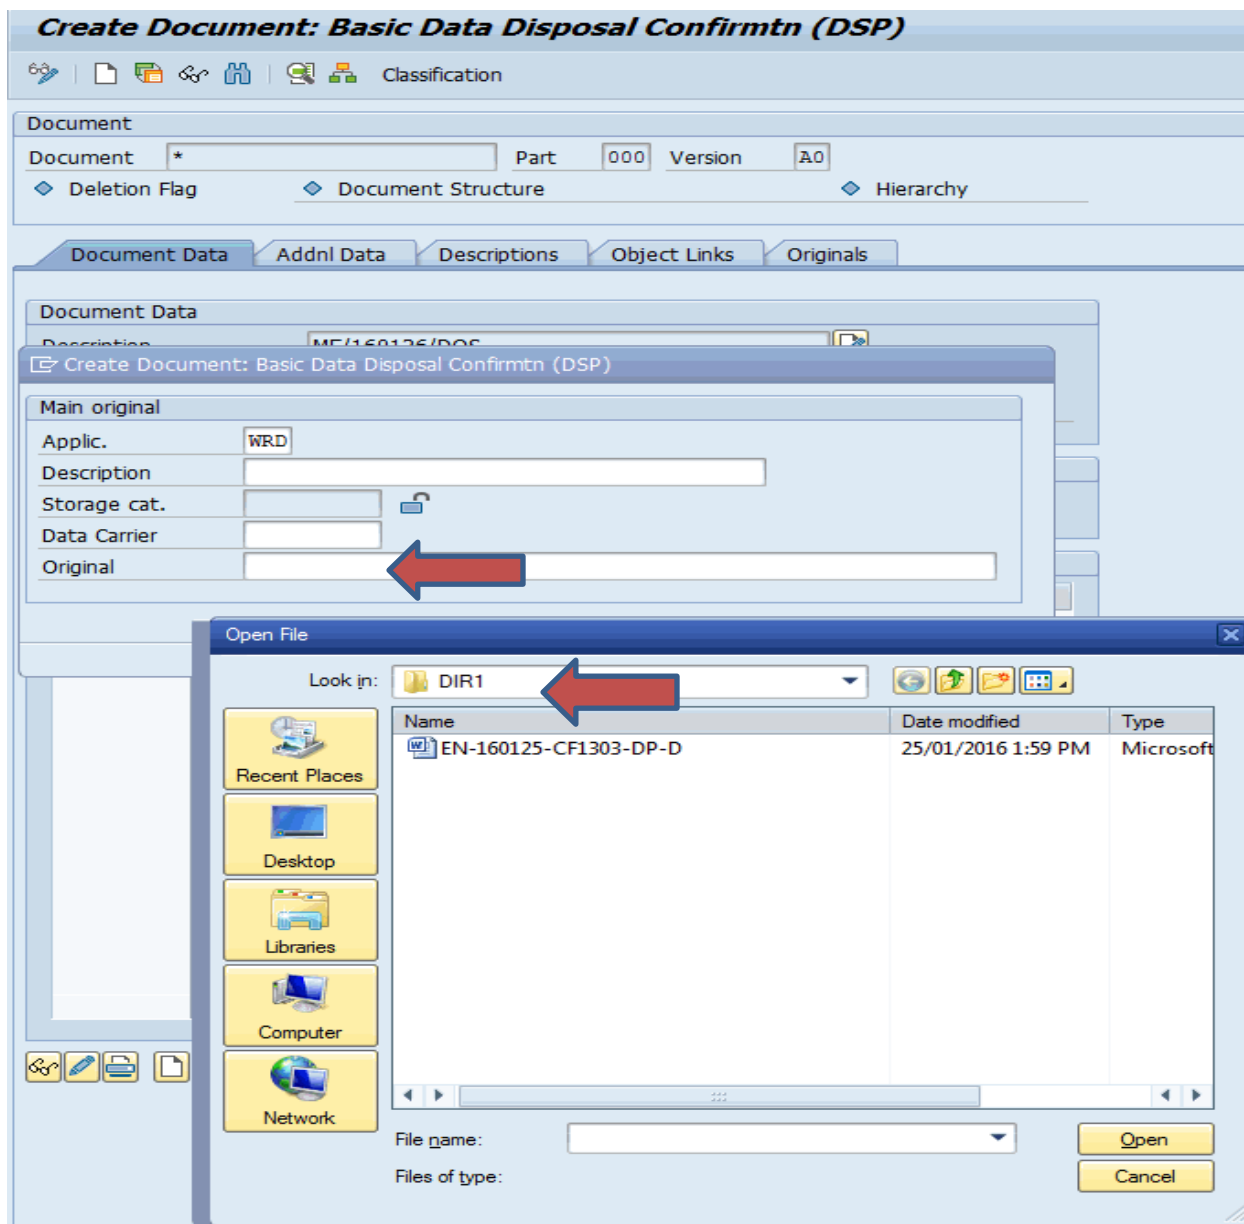 Create Document: Basic Data Disposal Confirmtn (DSP)
Classification
Document
Document * Part 000 Version A0
Deletion Flag Document Structure Hierarchy
Document Data Addnl Data Descriptions Object Links Originals
Document Data
Description ME/160126/DOS
Create Document: Basic Data Disposal Confirmtn (DSP)
Main original
Applic. WRD
Description
Storage cat.
Data Carrier
Original
Open File
Look in: DIR1
Name Date modified Type
EN-160125-CF1303-DP-D 25/01/2016 1:59 PM Microsoft
Recent Places
Desktop
Libraries
Computer
Network
File name: Open
Files of type: Cancel